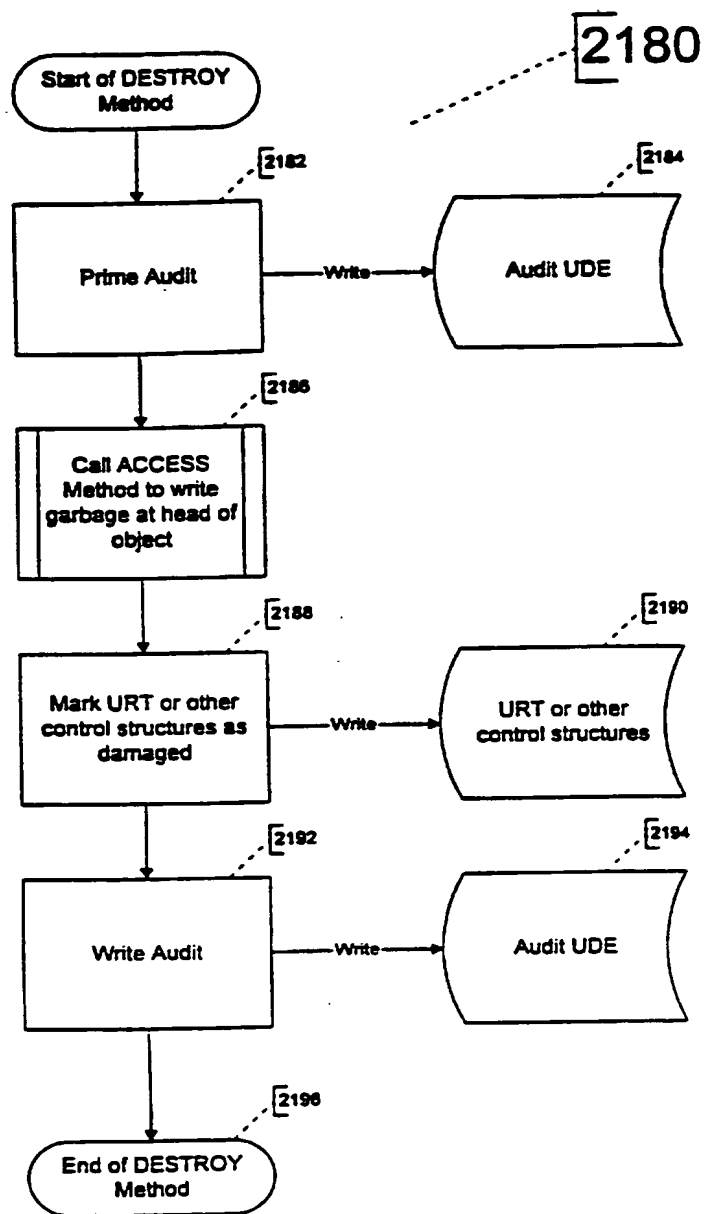 2180
Start of DESTROY
Method
2182
2184
Prime Audit
Write
Audit UDE
2186
Call ACCESS
Method to write
garbage at head of
object
2188
2190
Mark URT or other
control structures as
damaged
Write
URT or other
control structures
2192
2194
Write Audit
Write
Audit UDE
2196
End of DESTROY
Method